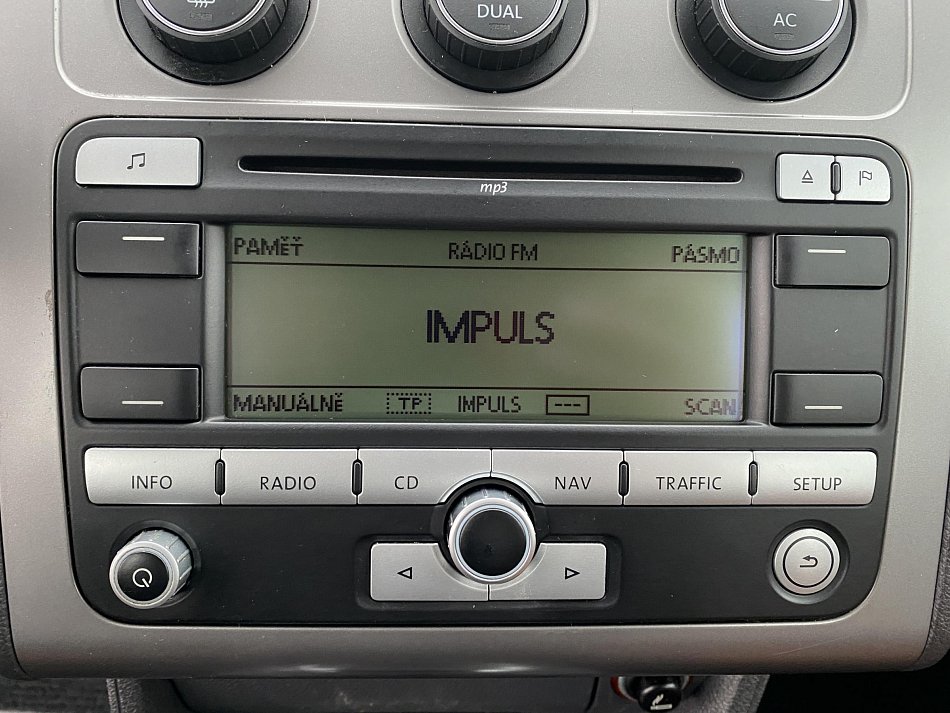 DUAL
AC
mp3
PAMĚŤ RÁDIO FM PÁSMO
IMPULS
MANUÁLNĚ TP IMPULS --- SCAN
INFO RADIO CD NAV TRAFFIC SETUP